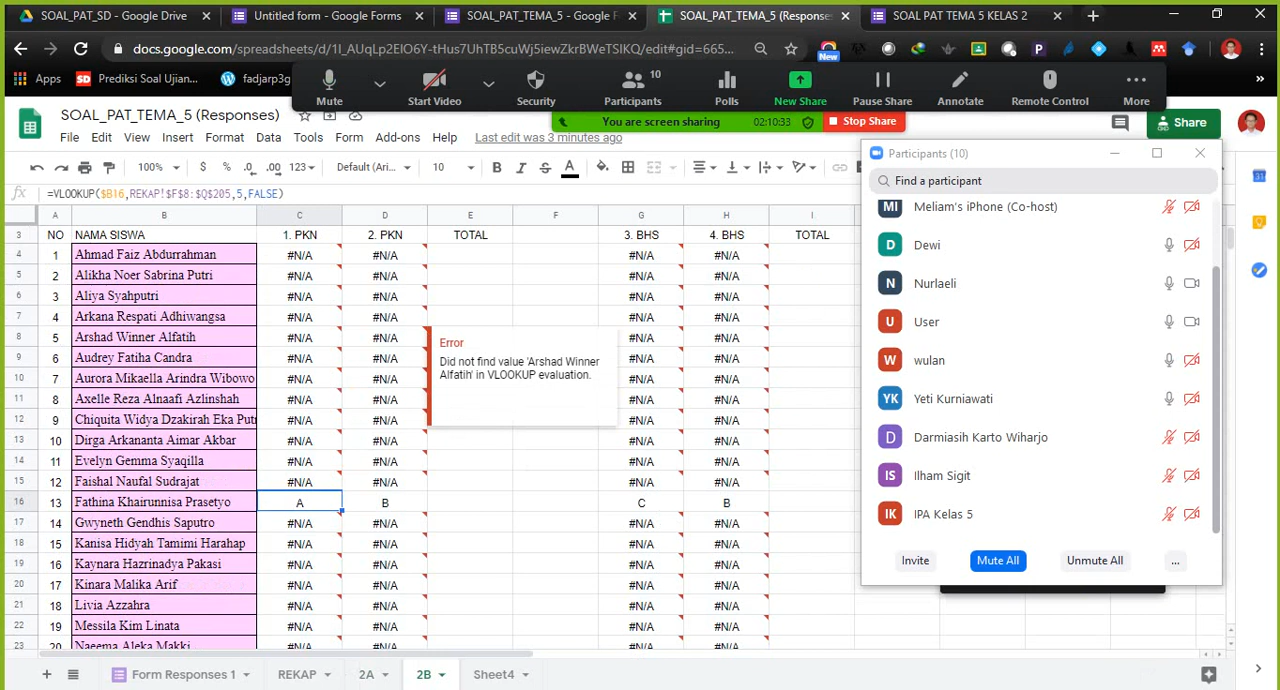 SOAL_PAT_SD - Google Drive
Untitled form - Google Forms
SOAL_PAT_TEMA_5 - Google F
SOAL_PAT_TEMA_5 (Response
SOAL PAT TEMA 5 KELAS 2
docs.google.com/spreadsheets/d/1I_AUqLp2EIO6Y-tHus7UhTB5cuWj5iewZkrBWeTSIKQ/edit#gid=665...
New
Apps
Prediksi Soal Ujian...
fadjarp3g
Mute
Start Video
Security
Participants
10
Polls
New Share
Pause Share
Annotate
Remote Control
More
You are screen sharing
02:10:33
Stop Share
SOAL_PAT_TEMA_5 (Responses)
File Edit View Insert Format Data Tools Form Add-ons Help
Last edit was 3 minutes ago
Share
100%
$ % .0 .00 123
Default (Ari...
10
B I S A
fx =VLOOKUP($B16,REKAP!$F$8:$Q$205,5,FALSE)
A B C D E F G H I
3 NO NAMA SISWA 1. PKN 2. PKN TOTAL 3. BHS 4. BHS TOTAL
4 1 Ahmad Faiz Abdurrahman #N/A #N/A #N/A #N/A
5 2 Alikha Noer Sabrina Putri #N/A #N/A #N/A #N/A
6 3 Aliya Syahputri #N/A #N/A #N/A #N/A
7 4 Arkana Respati Adhiwangsa #N/A #N/A #N/A #N/A
8 5 Arshad Winner Alfatih #N/A #N/A #N/A #N/A
9 6 Audrey Fatiha Candra #N/A #N/A #N/A #N/A
10 7 Aurora Mikaella Arindra Wibowo #N/A #N/A #N/A #N/A
11 8 Axelle Reza Alnaafi Azlinshah #N/A #N/A #N/A #N/A
12 9 Chiquita Widya Dzakirah Eka Put #N/A #N/A #N/A #N/A
13 10 Dirga Arkananta Aimar Akbar #N/A #N/A #N/A #N/A
14 11 Evelyn Gemma Syaqilla #N/A #N/A #N/A #N/A
15 12 Faishal Naufal Sudrajat #N/A #N/A #N/A #N/A
16 13 Fathina Khairunnisa Prasetyo A B C B
17 14 Gwyneth Gendhis Saputro #N/A #N/A #N/A #N/A
18 15 Kanisa Hidyah Tamimi Harahap #N/A #N/A #N/A #N/A
19 16 Kaynara Hazrinadya Pakasi #N/A #N/A #N/A #N/A
20 17 Kinara Malika Arif #N/A #N/A #N/A #N/A
21 18 Livia Azzahra #N/A #N/A #N/A #N/A
22 19 Messila Kim Linata #N/A #N/A #N/A #N/A
23 20 Naeema Aleka Makki #N/A #N/A #N/A #N/A
Error
Did not find value 'Arshad Winner
Alfatih' in VLOOKUP evaluation.
Participants (10)
Find a participant
MI Meliam's iPhone (Co-host)
D Dewi
N Nurlaeli
U User
W wulan
YK Yeti Kurniawati
D Darmiasih Karto Wiharjo
IS Ilham Sigit
IK IPA Kelas 5
Invite
Mute All
Unmute All
...
Form Responses 1
REKAP
2A
2B
Sheet4